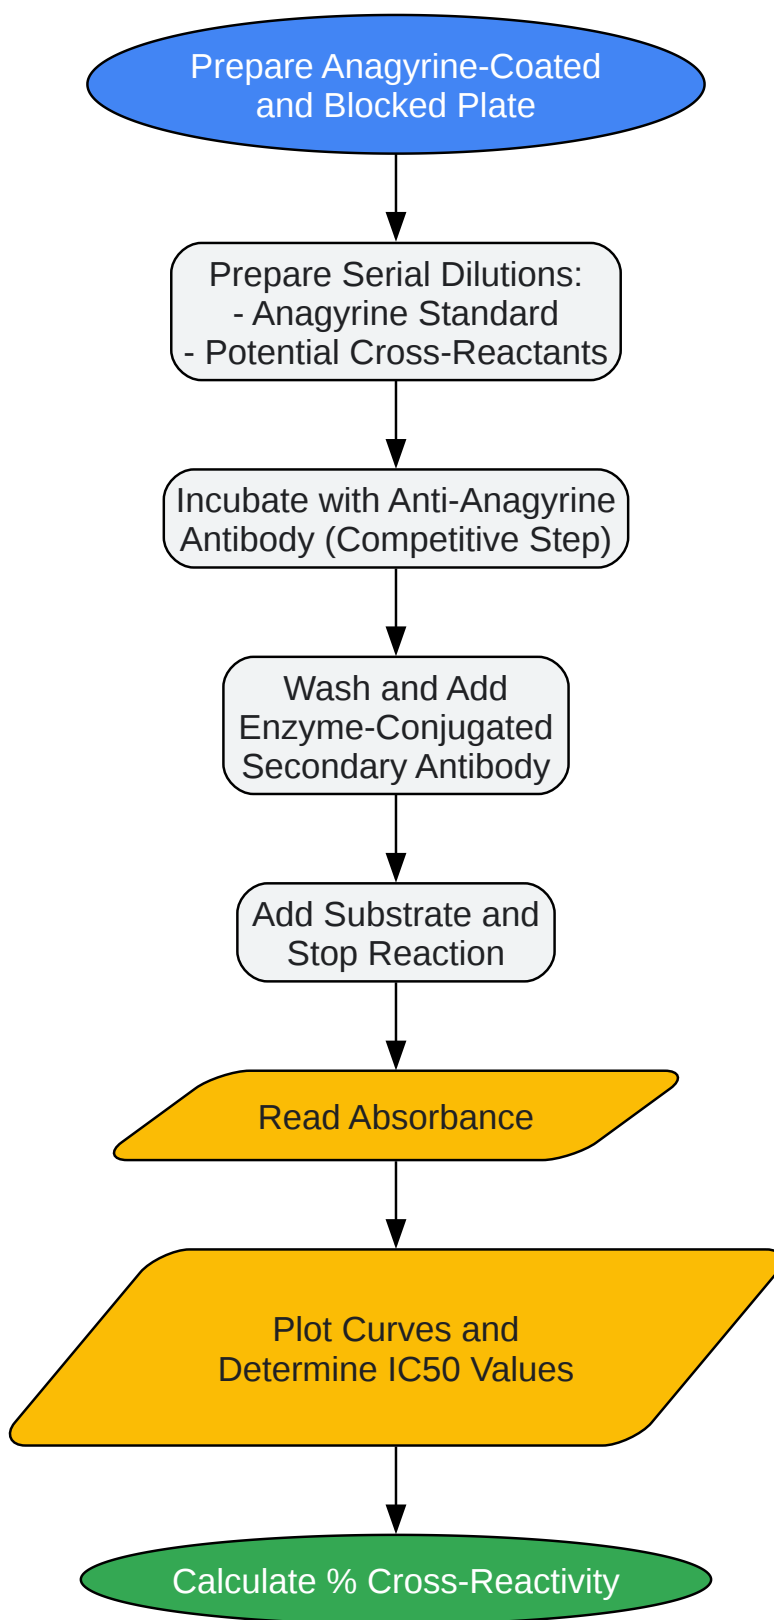 Prepare Anagyrine-Coated
and Blocked Plate
Prepare Serial Dilutions:
- Anagyrine Standard
- Potential Cross-Reactants
Incubate with Anti-Anagyrine
Antibody (Competitive Step)
Wash and Add
Enzyme-Conjugated
Secondary Antibody
Add Substrate and
Stop Reaction
Read Absorbance
Plot Curves and
Determine IC50 Values
Calculate % Cross-Reactivity